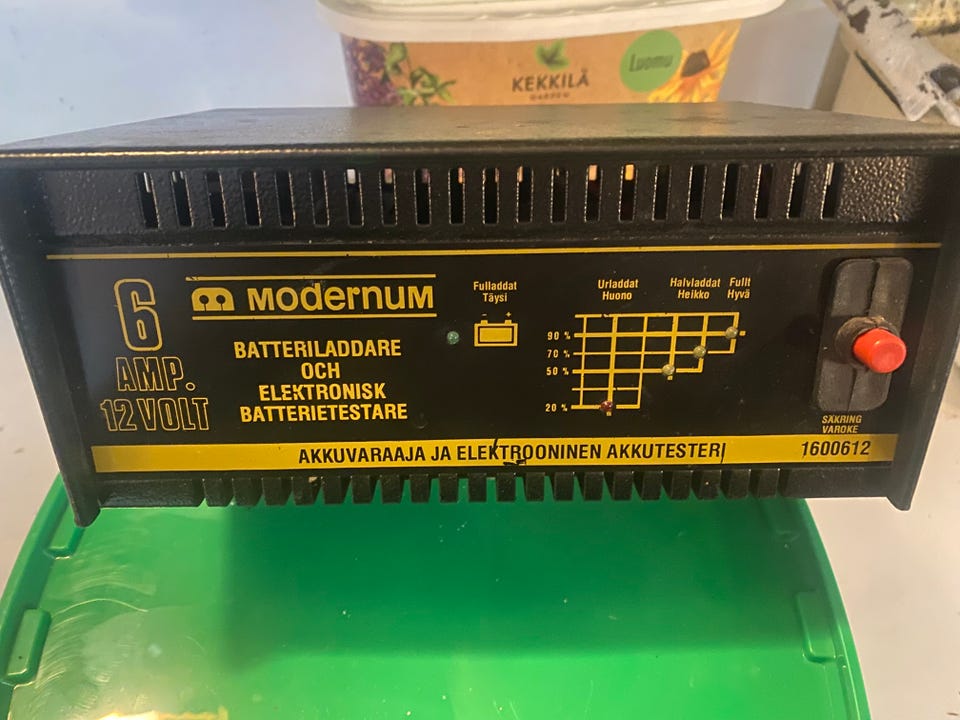 KEKKILÄ
GARDEN
Luomu
6
AMP.
12 VOLT
m MODERNUM
BATTERILADDARE
OCH
ELEKTRONISK
BATTERIETESTARE
Fulladdat
Täysi
- +
Urladdat
Huono
Halvladdat
Heikko
Fullt
Hyvä
90 %
70 %
50 %
20 %
SÄKRING
VAROKE
AKKUVARAAJA JA ELEKTROONINEN AKKUTESTERI
1600612